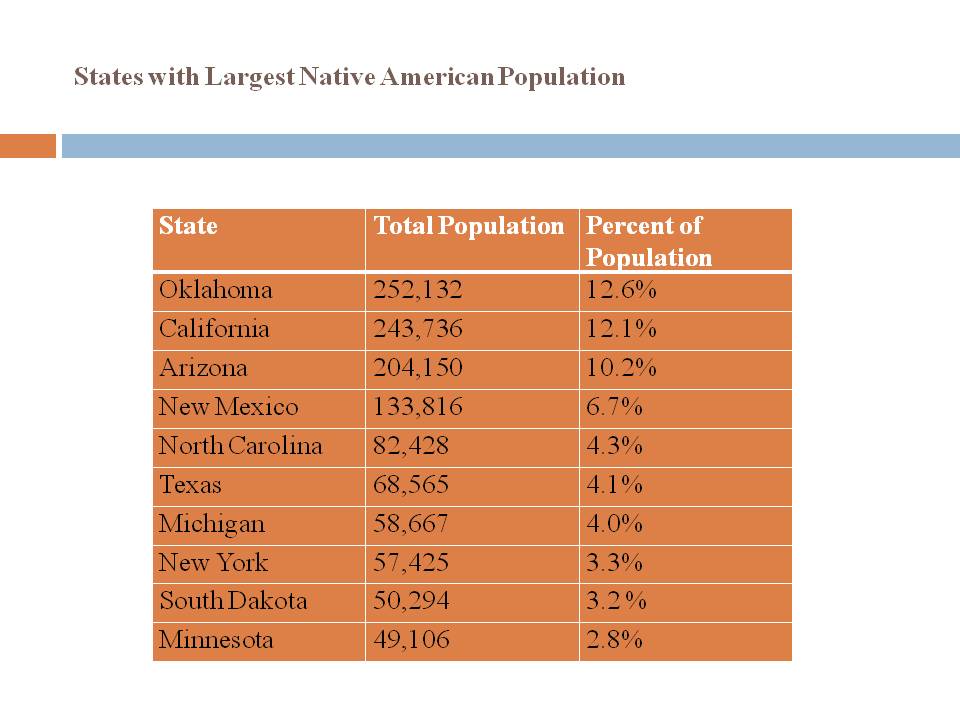 States with Largest Native American Population
State Total Population Percent of
Population
Oklahoma 252,132 12.6%
California 243,736 12.1%
Arizona 204,150 10.2%
New Mexico 133,816 6.7%
North Carolina 82,428 4.3%
Texas 68,565 4.1%
Michigan 58,667 4.0%
New York 57,425 3.3%
South Dakota 50,294 3.2%
Minnesota 49,106 2.8%